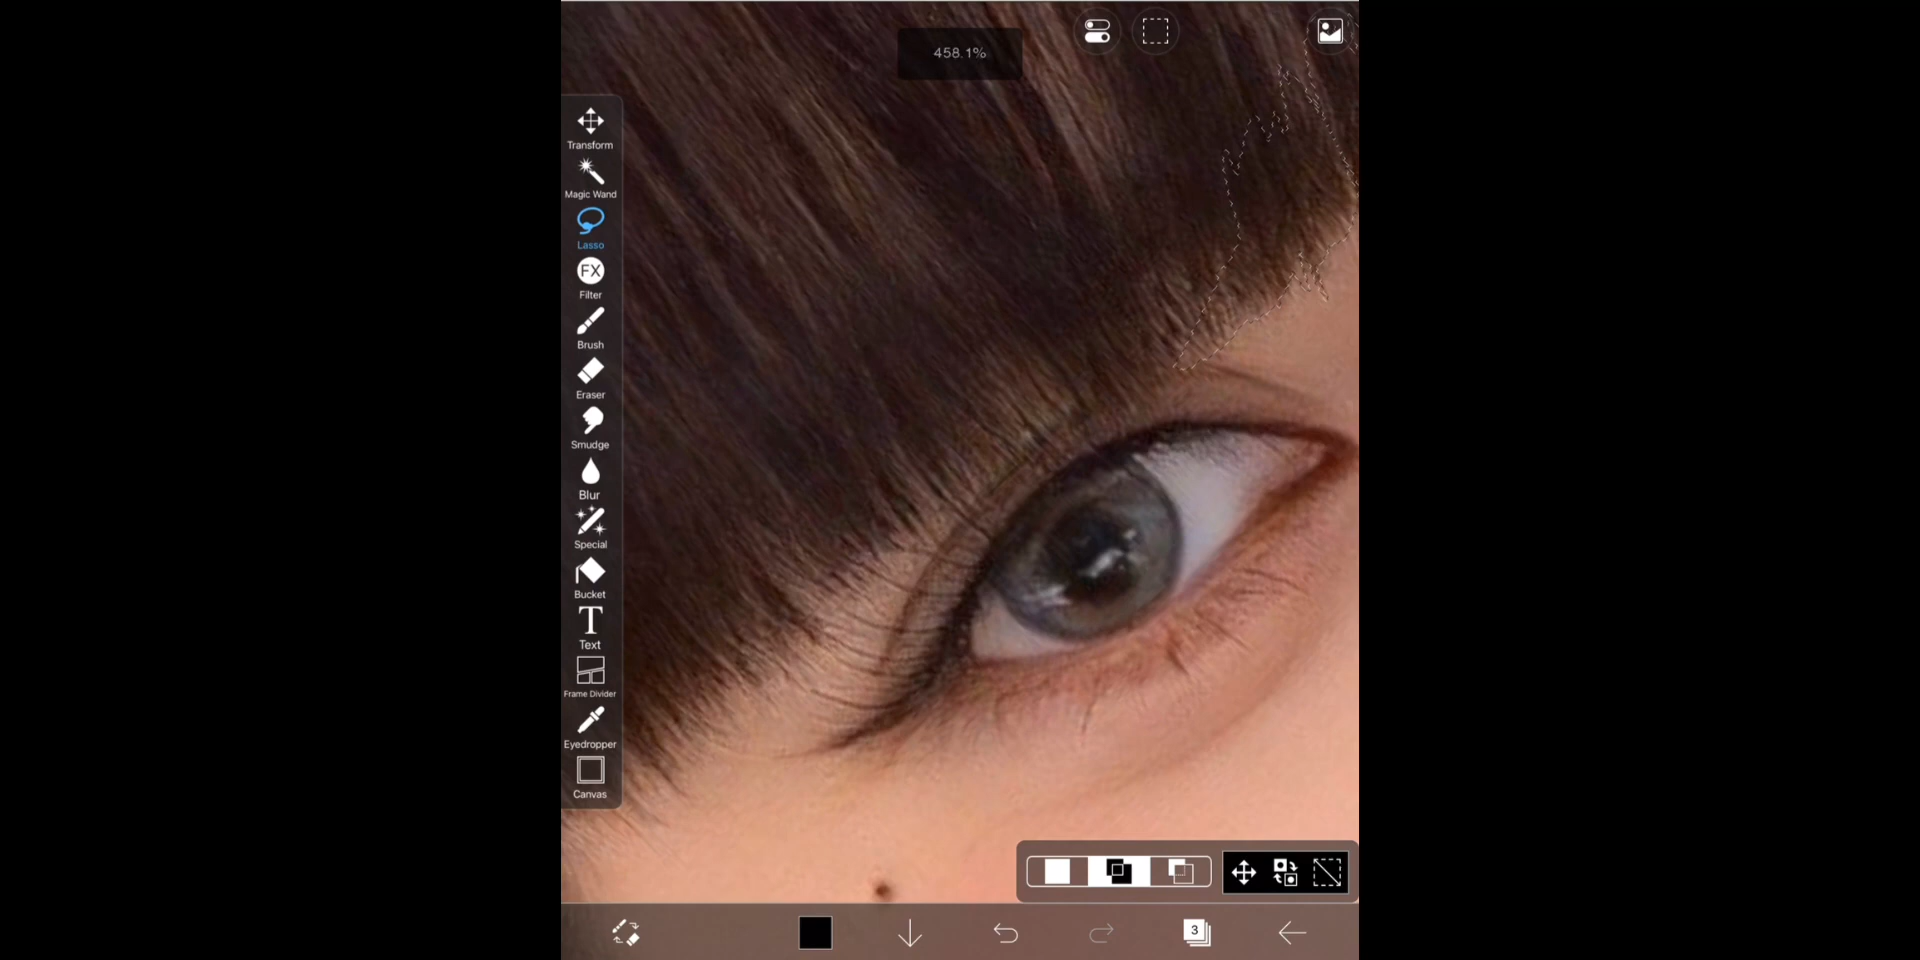 458.1%
Transform
Magic Wand
Lasso
FX
Filter
Brush
Eraser
Smudge
Blur
Special
Bucket
T
Text
Frame Divider
Eyedropper
Canvas
3